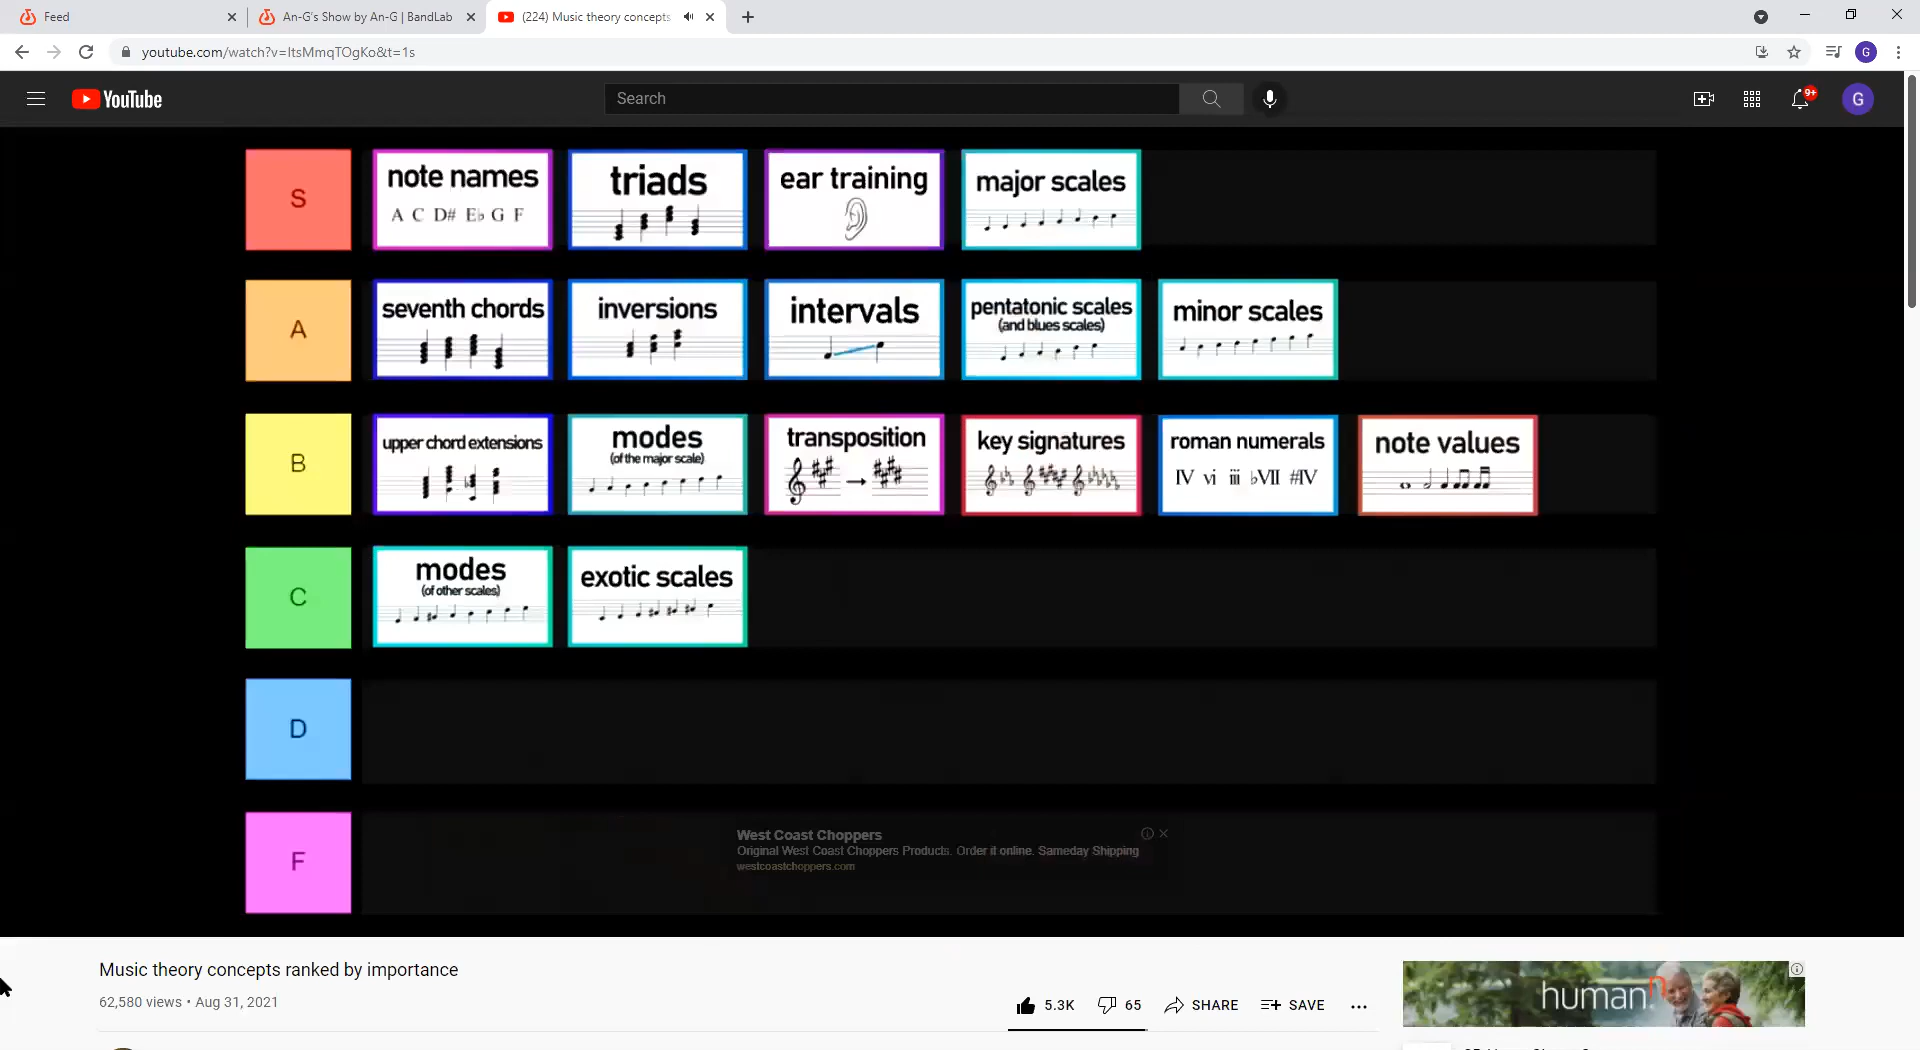 Feed
An-G's Show by An-G | BandLab
(224) Music theory concepts
youtube.com/watch?v=ItsMmqTOgKo&t=1s
G
YouTube
Search
9+
G
S
note names
A C D# E♭ G F
triads
ear training
major scales
A
seventh chords
inversions
intervals
pentatonic scales
(and blues scales)
minor scales
B
upper chord extensions
modes
(of the major scale)
transposition
key signatures
roman numerals
IV vi iii ♭VII #IV
note values
C
modes
(of other scales)
exotic scales
D
F
West Coast Choppers
Original West Coast Choppers Products. Order it online. Sameday Shipping
westcoastchoppers.com
Music theory concepts ranked by importance
62,580 views • Aug 31, 2021
5.3K
65
SHARE
SAVE
humann